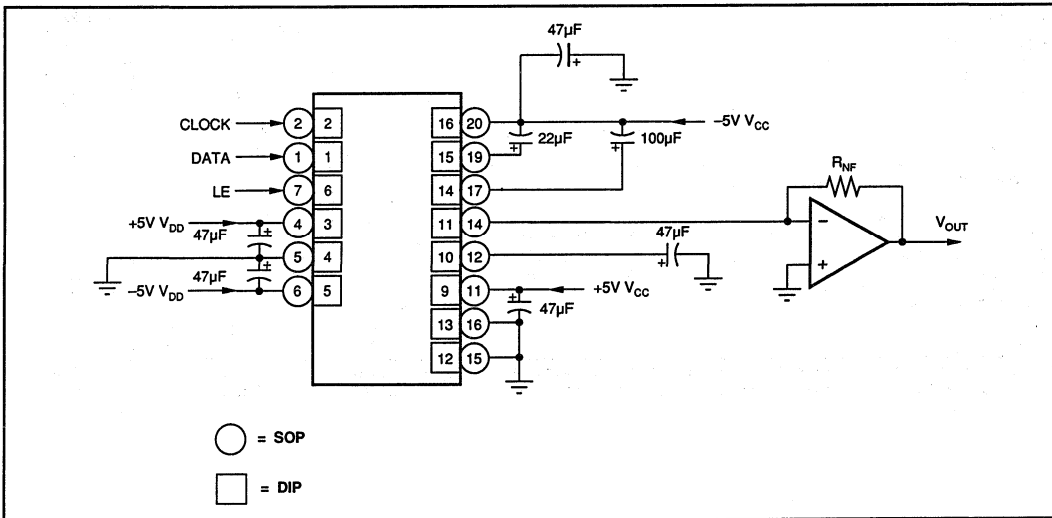 47µF
CLOCK 2 2 16 20 –5V VCC
22µF 100µF
DATA 1 1 15 19
RNF
LE 7 6 14 17
+5V VDD 4 3 11 14 – VOUT
47µF 47µF
5 4 10 12 +
47µF
–5V VDD 6 5 9 11 +5V VCC
47µF
13 16
12 15
= SOP
= DIP